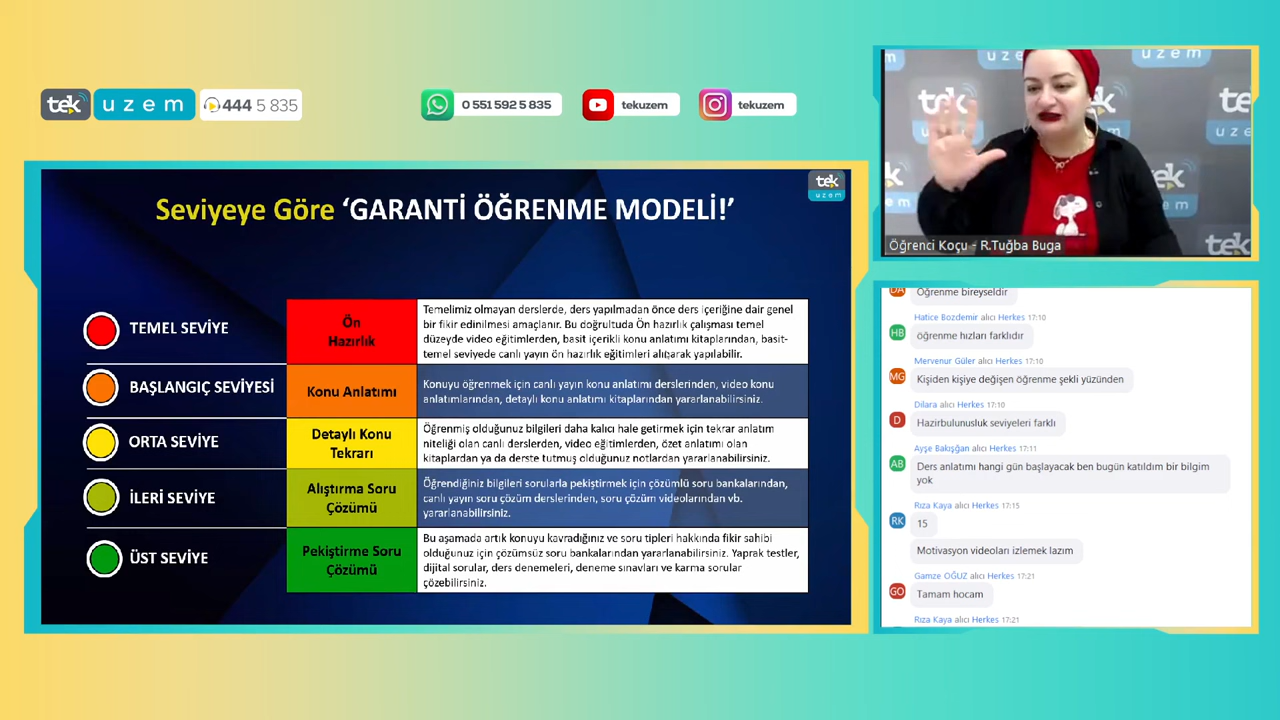 tek uzem 444 5 835
0 551 592 5 835
tekuzem
tekuzem
tek
uzem
Seviyeye Göre ‘GARANTİ ÖĞRENME MODELİ!’
TEMEL SEVİYE
Ön
Hazırlık
Temelimiz olmayan derslerde, ders yapılmadan önce ders içeriğine dair genel
bir fikir edinilmesi amaçlanır. Bu doğrultuda Ön hazırlık çalışması temel
düzeyde video eğitimlerden, basit içerikli konu anlatımı kitaplarından, basit-
temel seviyede canlı yayın ön hazırlık eğitimleri alıgarak yapılabilir.
BAŞLANGIÇ SEVİYESİ
Konu Anlatımı
Konuyu öğrenmek için canlı yayın konu anlatımı derslerinden, video konu
anlatımlarından, detaylı konu anlatımı kitaplarından yararlanabilirsiniz.
ORTA SEVİYE
Detaylı Konu
Tekrarı
Öğrenmiş olduğunuz bilgileri daha kalıcı hale getirmek için tekrar anlatım
niteliği olan canlı derslerden, video eğitimlerden, özet anlatımı olan
kitaplardan ya da derste tutmuş olduğunuz notlardan yararlanabilirsiniz.
İLERİ SEVİYE
Alıştırma Soru
Çözümü
Öğrendiğiniz bilgileri sorularla pekiştirmek için çözümlü soru bankalarından,
canlı yayın soru çözüm derslerinden, soru çözüm videolarından vb.
yararlanabilirsiniz.
ÜST SEVİYE
Pekiştirme Soru
Çözümü
Bu aşamada artık konuyu kavradığınız ve soru tipleri hakkında fikir sahibi
olduğunuz için çözümsüz soru bankalarından yararlanabilirsiniz. Yaprak testler,
dijital sorular, ders denemeleri, deneme sınavları ve karma sorular
çözebilirsiniz.
Öğrenci Koçu - R.Tuğba Buga
DA
Öğrenme bireyseldir
Hatice Bozdemir alıcı Herkes 17:10
HB öğrenme hızları farklıdır
Mervenur Güler alıcı Herkes 17:10
MG Kişiden kişiye değişen öğrenme şekli yüzünden
Dilara alıcı Herkes 17:10
D Hazirbulunusluk seviyeleri farklı
Ayşe Bakışğan alıcı Herkes 17:11
AB Ders anlatımı hangi gün başlayacak ben bugün katıldım bir bilgim
yok
Rıza Kaya alıcı Herkes 17:15
RK 15
Motivasyon videoları izlemek lazım
Gamze OĞUZ alıcı Herkes 17:21
GO Tamam hocam
Rıza Kaya alıcı Herkes 17:21